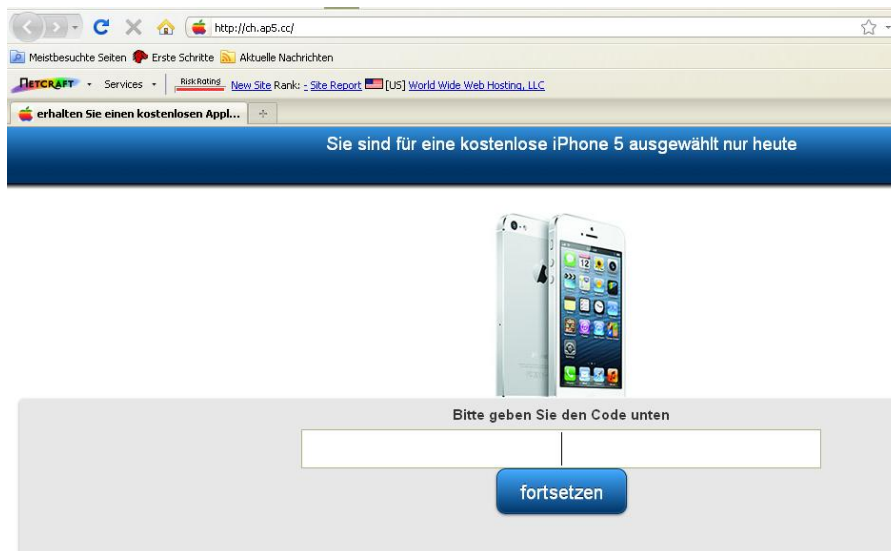 http://ch.ap5.cc/
Meistbesuchte Seiten Erste Schritte Aktuelle Nachrichten
NETCRAFT Services Risk Rating New Site Rank: - Site Report [US] World Wide Web Hosting, LLC
erhalten Sie einen kostenlosen Appl...
Sie sind für eine kostenlose iPhone 5 ausgewählt nur heute
Bitte geben Sie den Code unten
fortsetzen